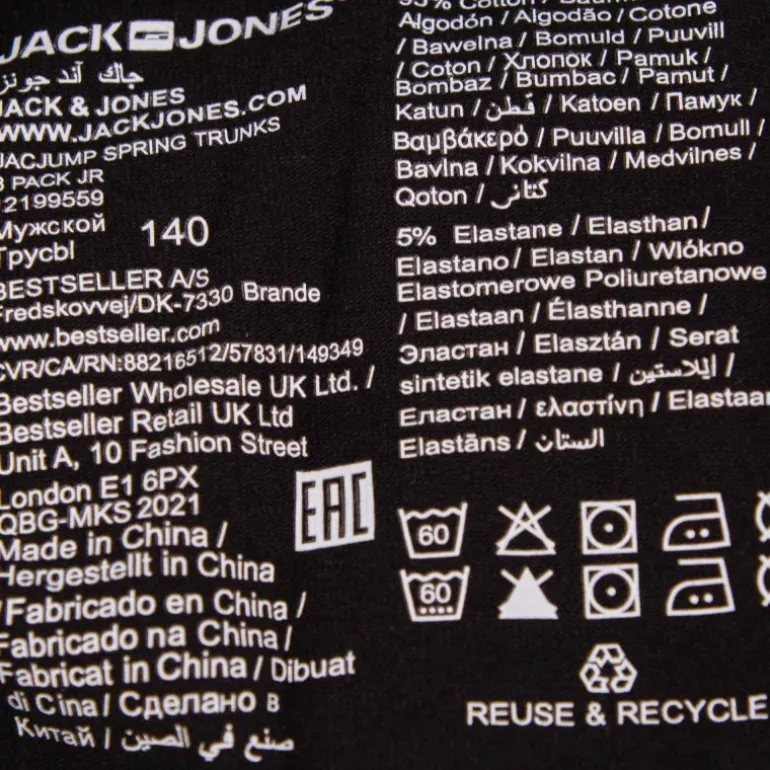 JACK & JONES
جاك آند جونز
JACK & JONES
WWW.JACKJONES.COM
JACJUMP SPRING TRUNKS
3 PACK JR
12199559
Мужской
Трусы
140
BESTSELLER A/S
Fredskovvej/DK-7330 Brande
www.bestseller.com
CVR/CA/RN:88216512/57831/149349
Bestseller Wholesale UK Ltd. /
Bestseller Retail UK Ltd
Unit A, 10 Fashion Street
London E1 6PX
QBG-MKS 2021
EAC
Made in China /
Hergestellt in China
/ Fabricado en China /
Fabricado na China /
Fabricat in China / Dibuat
di Cina / Сделано в
Китай / صنع في الصين
95% Cotton /
Algodón / Algodão / Cotone
/ Bawełna / Bomuld / Puuvill
/ Coton / Хлопок / Pamuk /
Bombaz / Bumbac / Pamut /
Katun / قطن / Katoen / Памук /
Βαμβάκερό / Puuvilla / Bomull /
Bavlna / Kokvilna / Medvilnes /
Qoton / كتانى
5% Elastane / Elasthan /
Elastano / Elastan / Włókno
Elastomerowe Poliuretanowe
/ Elastaan / Élasthanne /
Эластан / Elasztán / Serat
sintetik elastane / إيلاستين /
Еластан / ελαστίνη / Elastaan
Elastāns / الستان
60
60
REUSE & RECYCLE